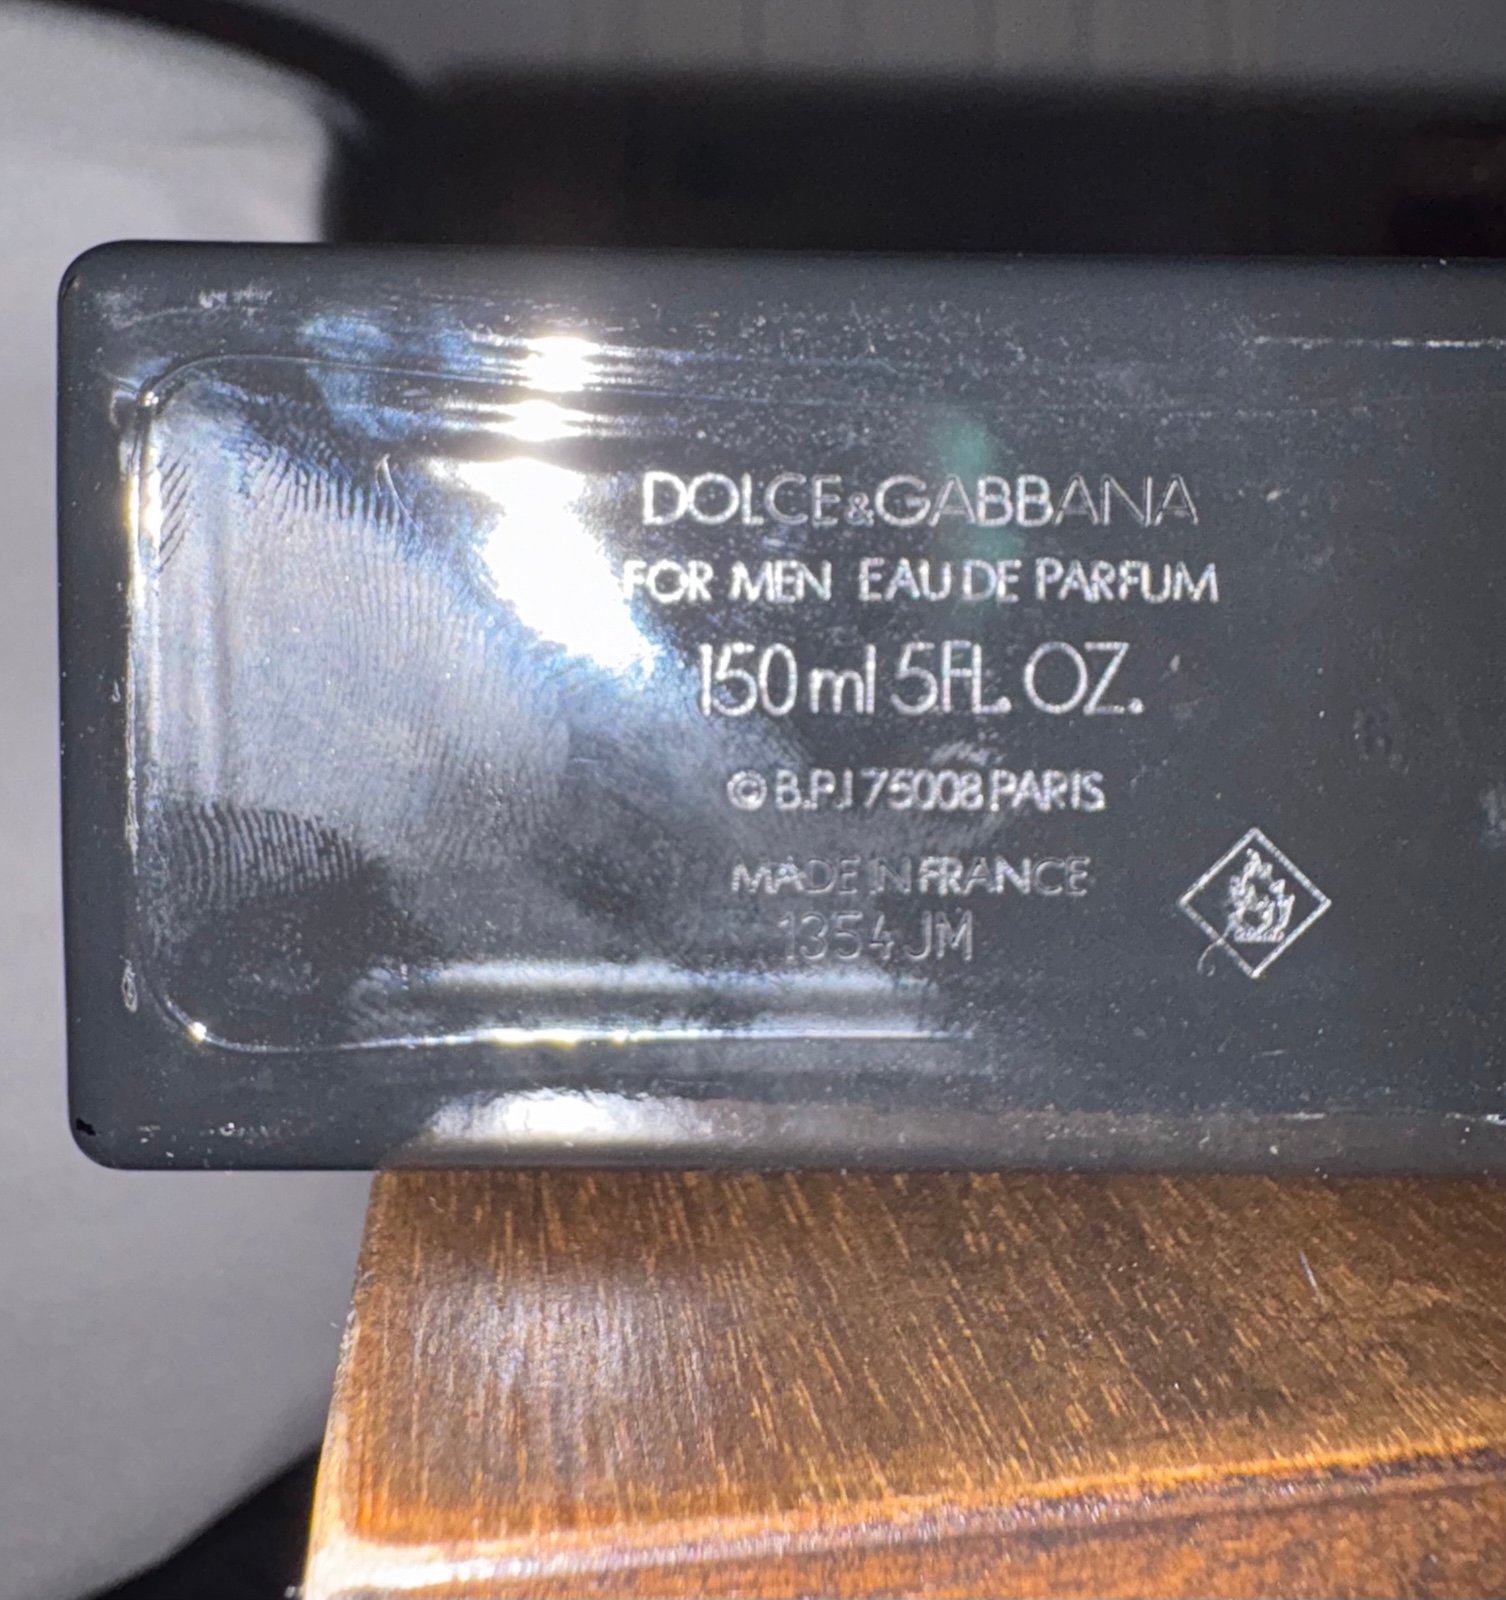 DOLCE&GABBANA
FOR MEN EAU DE PARFUM
150 ml 5FL. OZ.
© B.P.I 75008 PARIS
MADE IN FRANCE
1354 JM